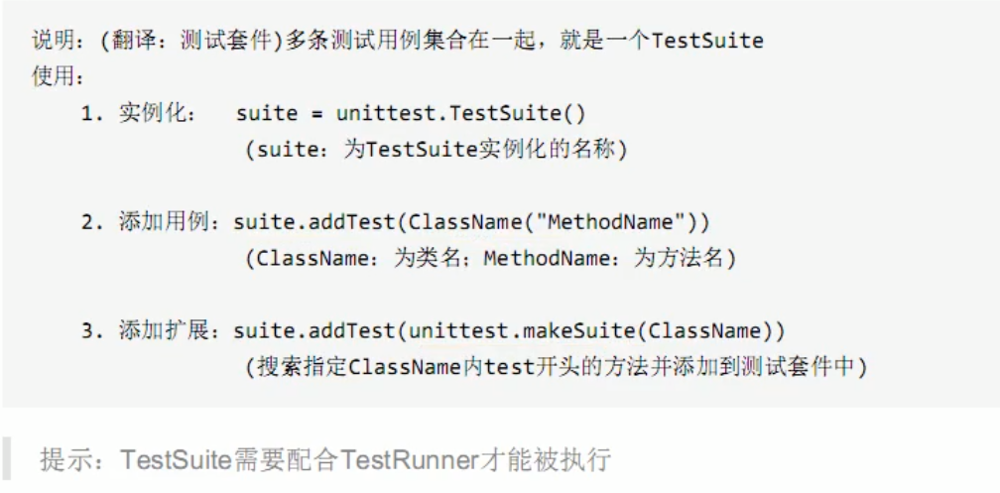 说明：(翻译：测试套件)多条测试用例集合在一起，就是一个TestSuite
使用：
1. 实例化： suite = unittest.TestSuite()
(suite：为TestSuite实例化的名称)
2. 添加用例：suite.addTest(ClassName("MethodName"))
(ClassName：为类名；MethodName：为方法名)
3. 添加扩展：suite.addTest(unittest.makeSuite(ClassName))
(搜索指定ClassName内test开头的方法并添加到测试套件中)
提示：TestSuite需要配合TestRunner才能被执行